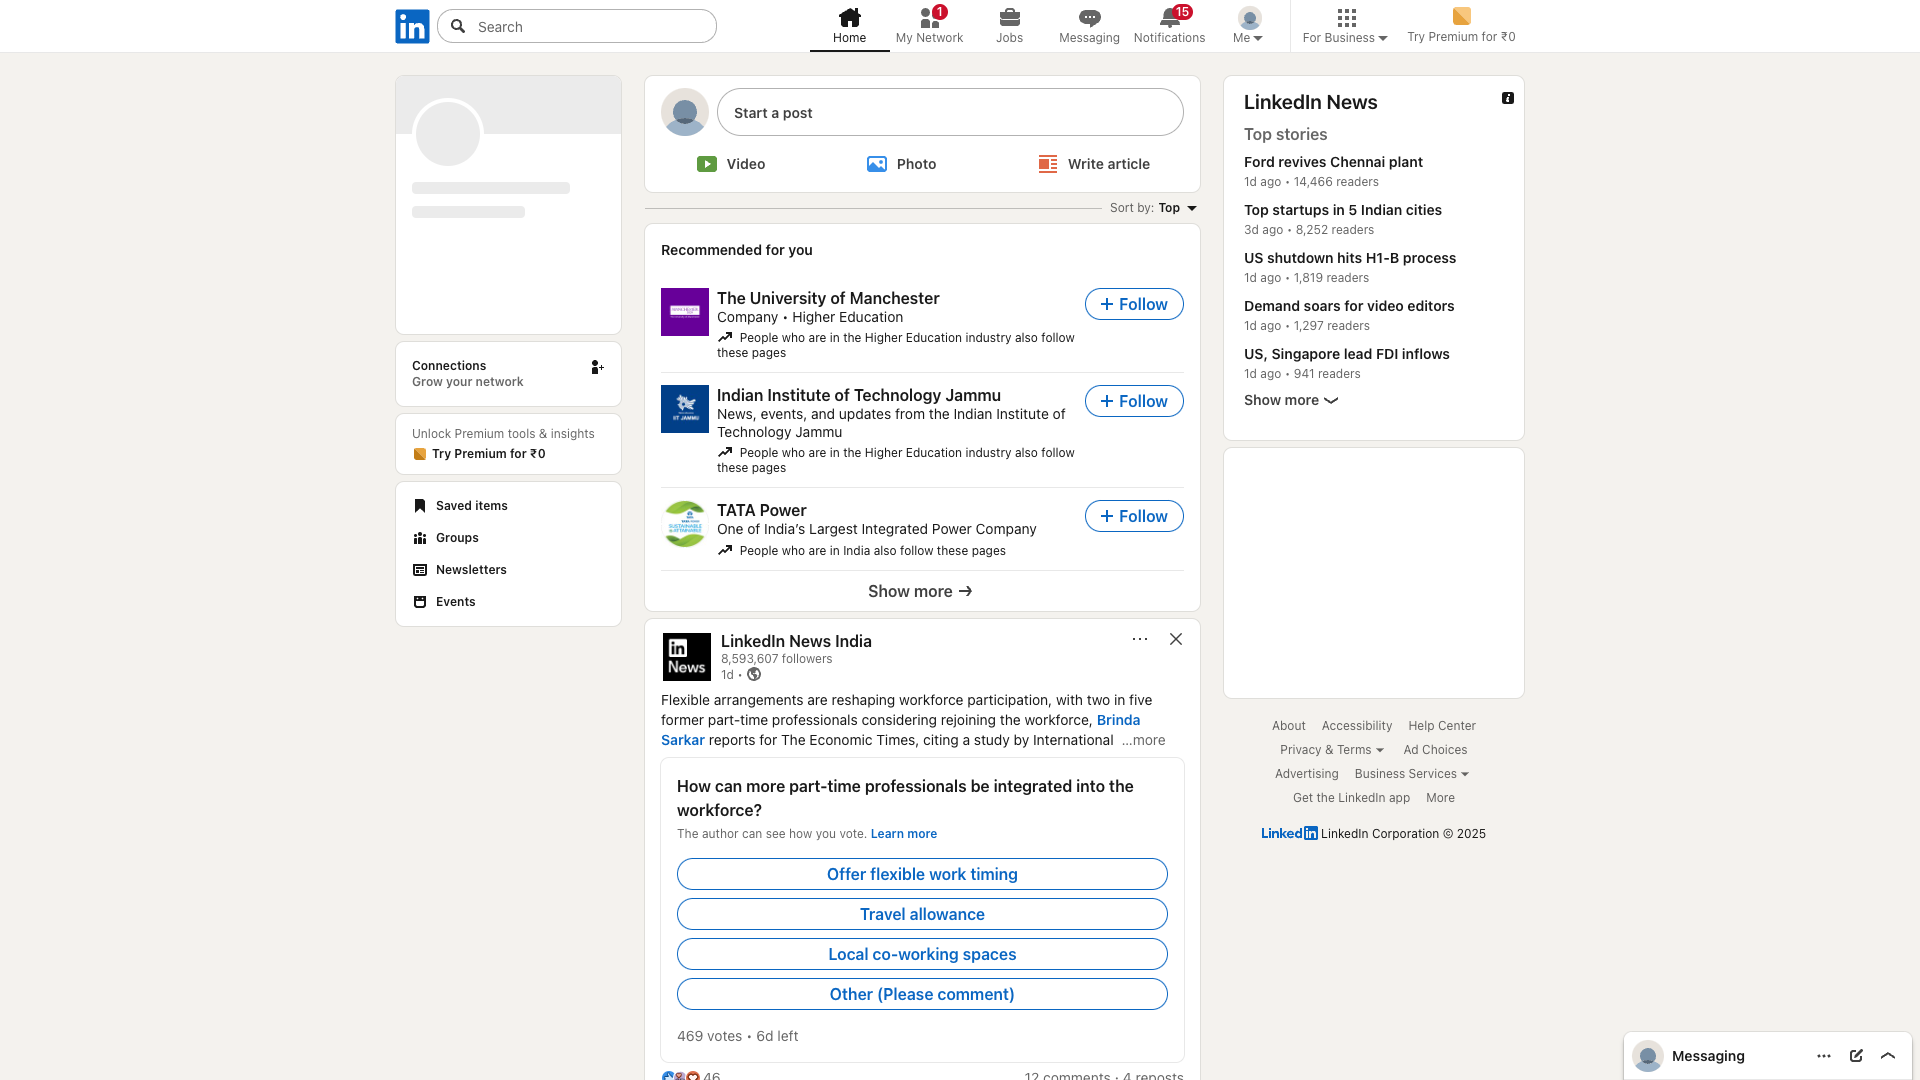 in
Search
Home
1
My Network
Jobs
Messaging
15
Notifications
Me
For Business
Try Premium for ₹0
Connections
Grow your network
Unlock Premium tools & insights
Try Premium for ₹0
Saved items
Groups
Newsletters
Events
Start a post
Video
Photo
Write article
Sort by: Top
Recommended for you
The University of Manchester
Company • Higher Education
People who are in the Higher Education industry also follow
these pages
+ Follow
IIT JAMMU
Indian Institute of Technology Jammu
News, events, and updates from the Indian Institute of
Technology Jammu
People who are in the Higher Education industry also follow
these pages
+ Follow
TATA Power
One of India’s Largest Integrated Power Company
People who are in India also follow these pages
+ Follow
Show more →
in
News
LinkedIn News India
8,593,607 followers
1d •
Flexible arrangements are reshaping workforce participation, with two in five
former part-time professionals considering rejoining the workforce, Brinda
Sarkar reports for The Economic Times, citing a study by International …more
How can more part-time professionals be integrated into the
workforce?
The author can see how you vote. Learn more
Offer flexible work timing
Travel allowance
Local co-working spaces
Other (Please comment)
469 votes • 6d left
46
12 comments · 4 reposts
LinkedIn News
Top stories
Ford revives Chennai plant
1d ago • 14,466 readers
Top startups in 5 Indian cities
3d ago • 8,252 readers
US shutdown hits H1-B process
1d ago • 1,819 readers
Demand soars for video editors
1d ago • 1,297 readers
US, Singapore lead FDI inflows
1d ago • 941 readers
Show more
About Accessibility Help Center
Privacy & Terms Ad Choices
Advertising Business Services
Get the LinkedIn app More
LinkedIn LinkedIn Corporation © 2025
Messaging